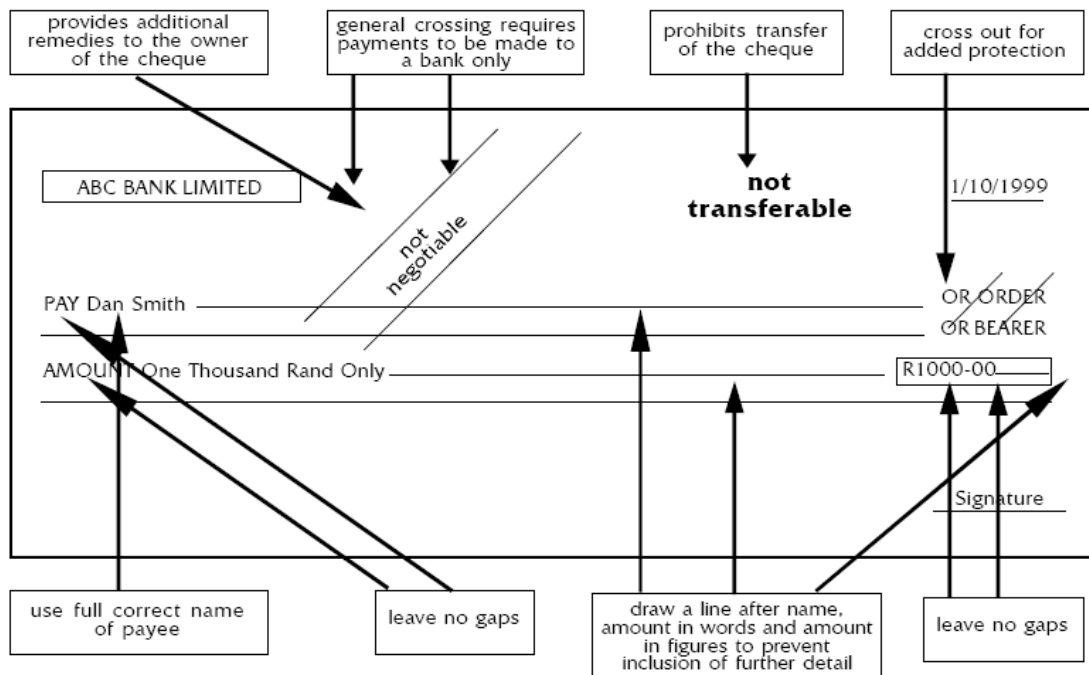 provides additional
remedies to the owner
of the cheque
general crossing requires
payments to be made to
a bank only
prohibits transfer
of the cheque
cross out for
added protection
ABC BANK LIMITED
not
negotiable
not
transferable
1/10/1999
PAY Dan Smith
OR ORDER
OR BEARER
AMOUNT One Thousand Rand Only
R1000-00
Signature
use full correct name
of payee
leave no gaps
draw a line after name,
amount in words and amount
in figures to prevent
inclusion of further detail
leave no gaps